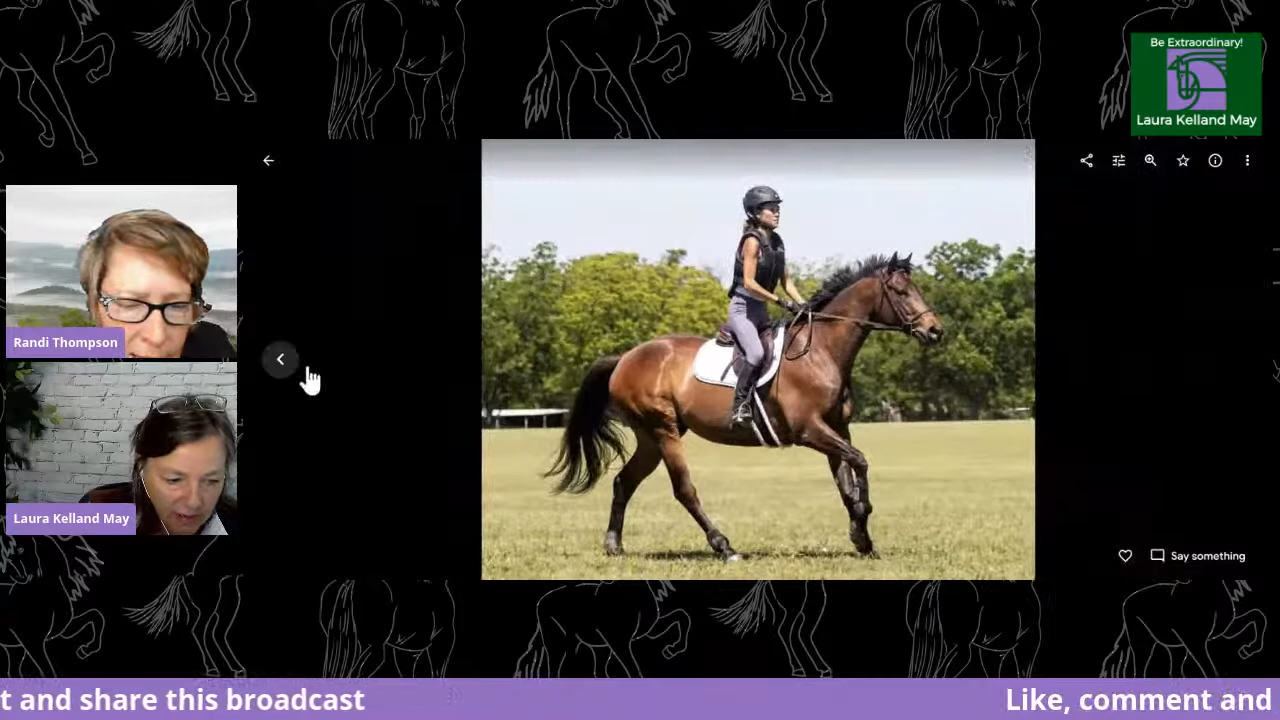 Be Extraordinary!
Laura Kelland May
Randi Thompson
Laura Kelland May
Say something
t and share this broadcast
Like, comment and